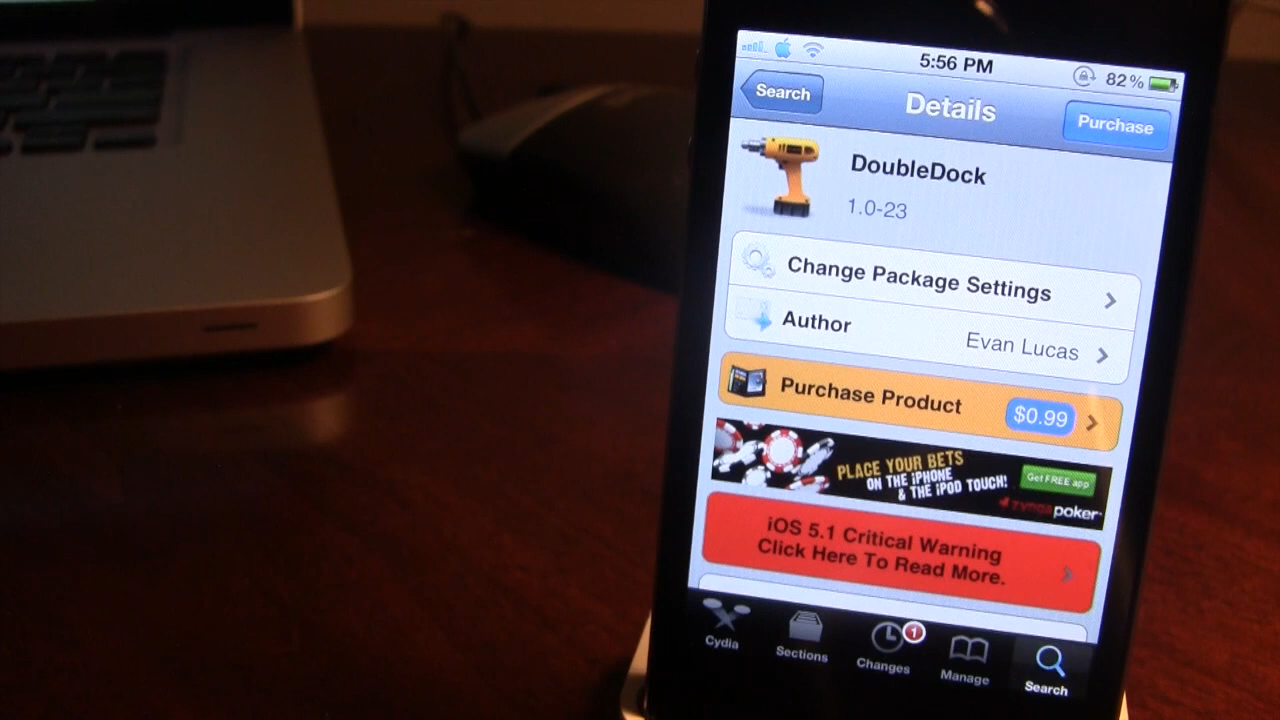 5:56 PM
82%
Search
Details
Purchase
DoubleDock
1.0-23
Change Package Settings
Author
Evan Lucas
Purchase Product
$0.99
PLACE YOUR BETS
ON THE iPHONE
& THE iPOD TOUCH!
Get FREE app
zynga poker
iOS 5.1 Critical Warning
Click Here To Read More.
Cydia
Sections
Changes
1
Manage
Search